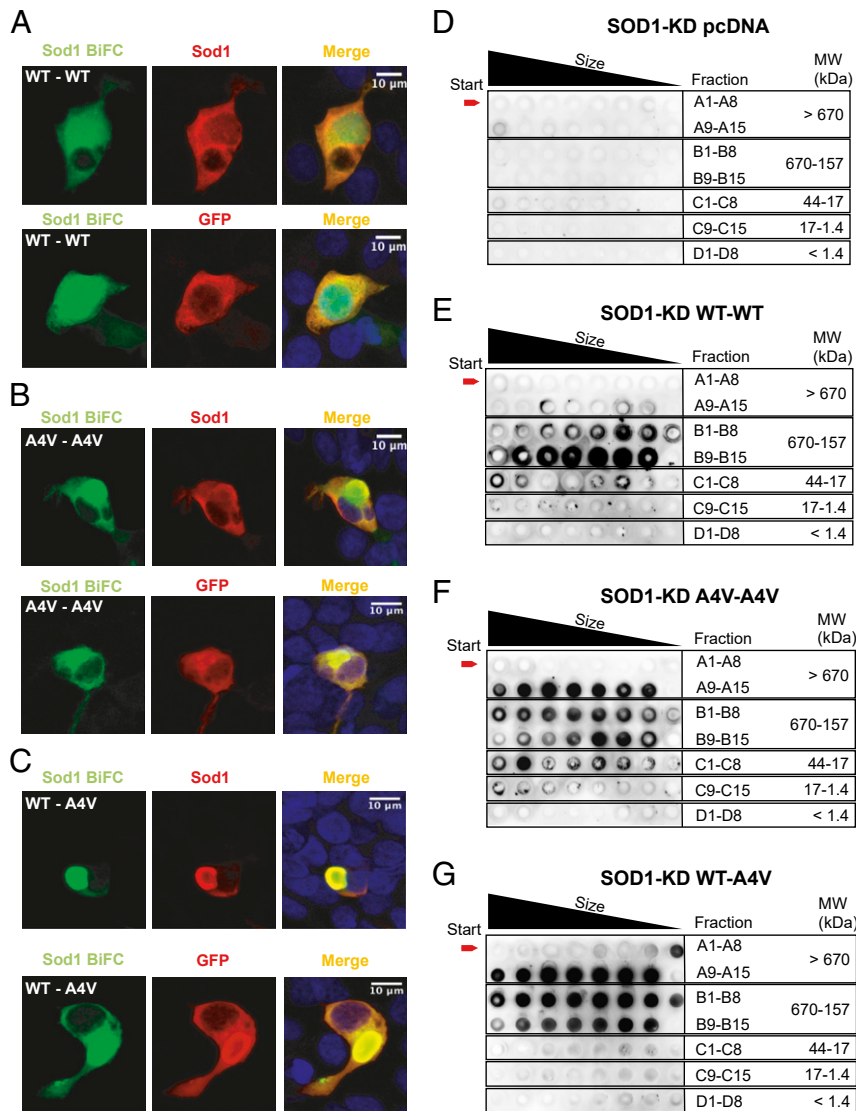 A
Sod1 BiFC Sod1 Merge
WT - WT
10 µm
Sod1 BiFC GFP Merge
WT - WT
10 µm
B
Sod1 BiFC Sod1 Merge
A4V - A4V
10 µm
Sod1 BiFC GFP Merge
A4V - A4V
10 µm
C
Sod1 BiFC Sod1 Merge
WT - A4V
10 µm
Sod1 BiFC GFP Merge
WT - A4V
10 µm
D
SOD1-KD pcDNA
Size
MW
Start Fraction (kDa)
A1-A8
> 670
A9-A15
B1-B8
670-157
B9-B15
C1-C8 44-17
C9-C15 17-1.4
D1-D8 < 1.4
E
SOD1-KD WT-WT
Size
MW
Start Fraction (kDa)
A1-A8
> 670
A9-A15
B1-B8
670-157
B9-B15
C1-C8 44-17
C9-C15 17-1.4
D1-D8 < 1.4
F
SOD1-KD A4V-A4V
Size
MW
Start Fraction (kDa)
A1-A8
> 670
A9-A15
B1-B8
670-157
B9-B15
C1-C8 44-17
C9-C15 17-1.4
D1-D8 < 1.4
G
SOD1-KD WT-A4V
Size
MW
Start Fraction (kDa)
A1-A8
> 670
A9-A15
B1-B8
670-157
B9-B15
C1-C8 44-17
C9-C15 17-1.4
D1-D8 < 1.4